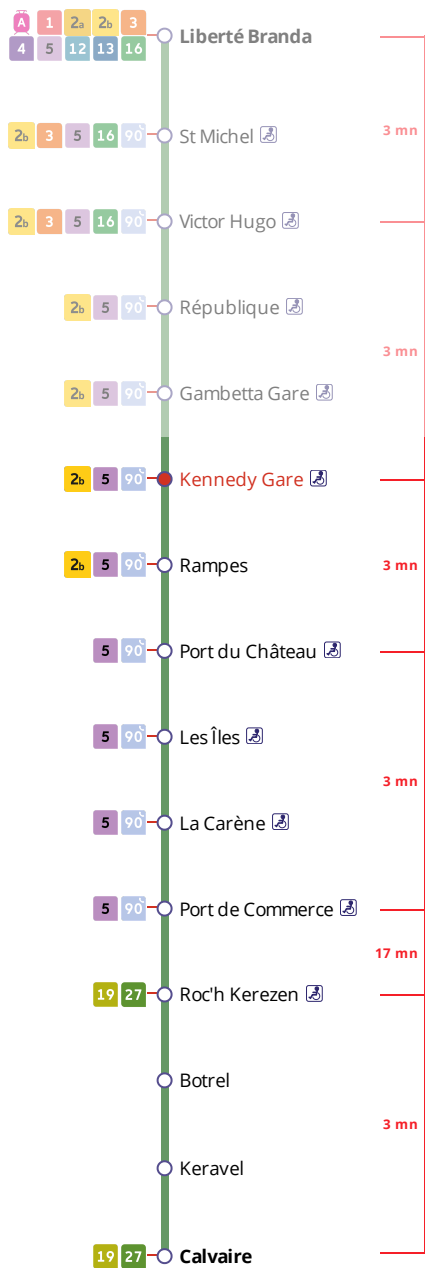 A 1 2a 2b 3
4 5 12 13 16
Liberté Branda
3 mn
2b 3 5 16 90
St Michel
2b 3 5 16 90
Victor Hugo
2b 5 90
République
3 mn
2b 5 90
Gambetta Gare
2b 5 90
Kennedy Gare
2b 5 90
Rampes
3 mn
5 90
Port du Château
5 90
Les Îles
3 mn
5 90
La Carène
5 90
Port de Commerce
17 mn
19 27
Roc'h Kerezen
Botrel
3 mn
Keravel
19 27
Calvaire